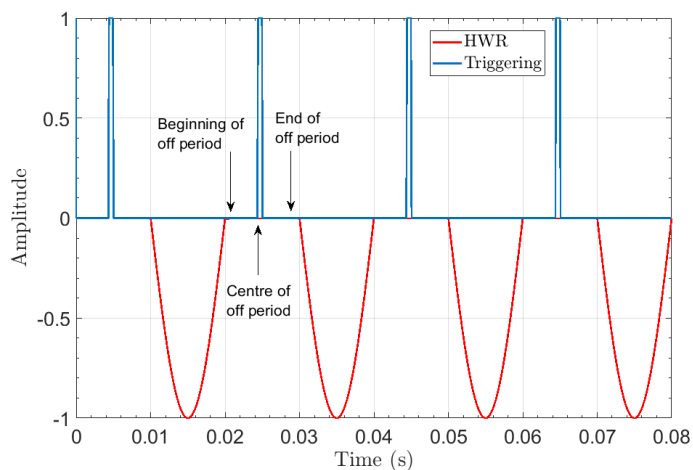 1
HWR
Triggering
0.5
Beginning of
off period
End of
off period
0
Amplitude
Centre of
off period
-0.5
-1
0 0.01 0.02 0.03 0.04 0.05 0.06 0.07 0.08
Time (s)